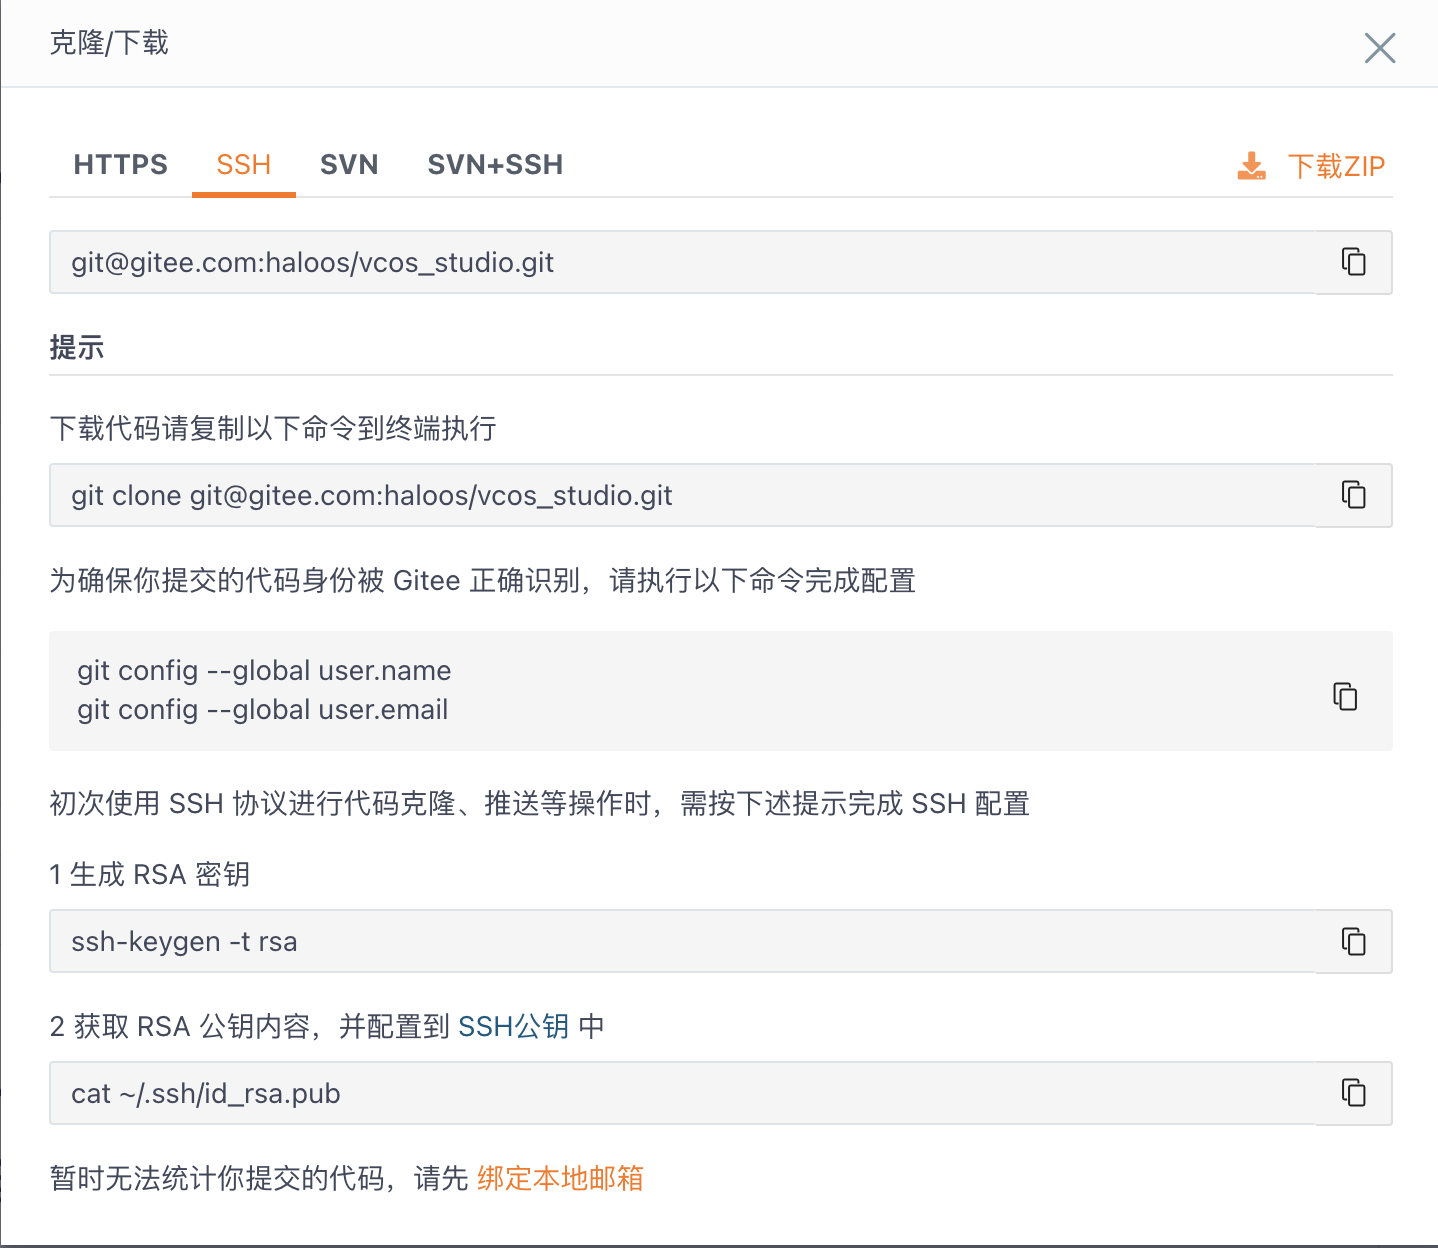 克隆/下载
HTTPS SSH SVN SVN+SSH 下载ZIP
git@gitee.com:haloos/vcos_studio.git
提示
下载代码请复制以下命令到终端执行
git clone git@gitee.com:haloos/vcos_studio.git
为确保你提交的代码身份被 Gitee 正确识别，请执行以下命令完成配置
git config --global user.name
git config --global user.email
初次使用 SSH 协议进行代码克隆、推送等操作时，需按下述提示完成 SSH 配置
1 生成 RSA 密钥
ssh-keygen -t rsa
2 获取 RSA 公钥内容，并配置到 SSH公钥 中
cat ~/.ssh/id_rsa.pub
暂时无法统计你提交的代码，请先 绑定本地邮箱